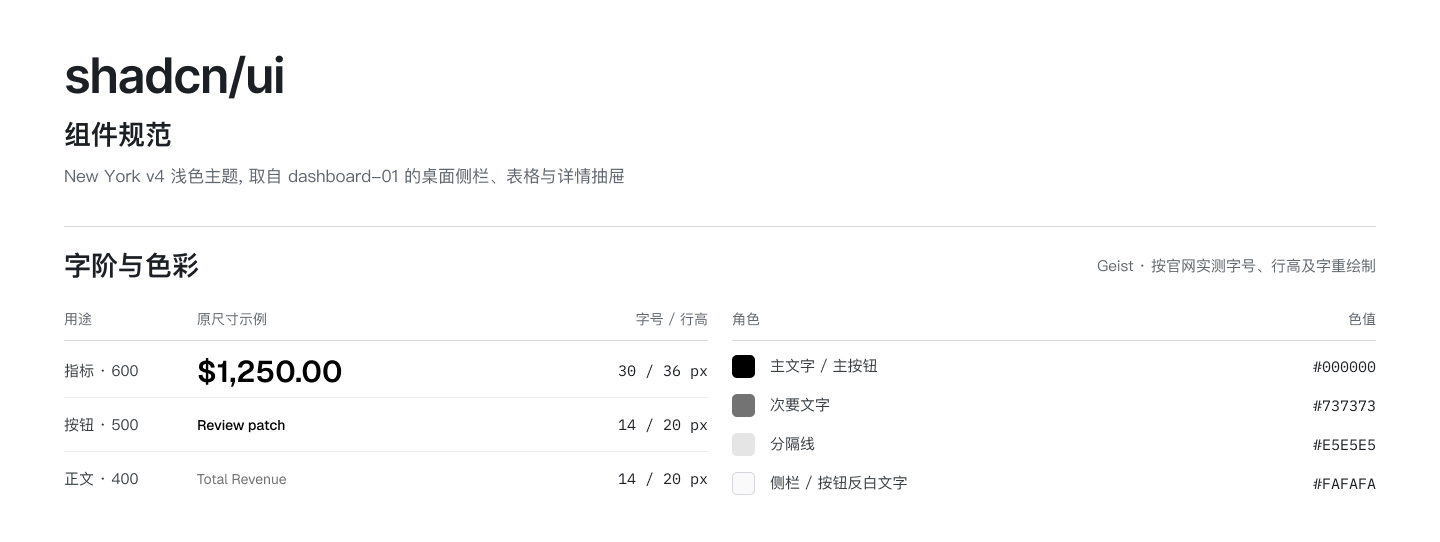 shadcn/ui
组件规范
New York v4 浅色主题, 取自 dashboard–01 的桌面侧栏、表格与详情抽屉
字阶与色彩
Geist · 按官网实测字号、行高及字重绘制
用途 原尺寸示例 字号 / 行高
指标 · 600 $1,250.00 30 / 36 px
按钮 · 500 Review patch 14 / 20 px
正文 · 400 Total Revenue 14 / 20 px
角色 色值
主文字 / 主按钮 #000000
次要文字 #737373
分隔线 #E5E5E5
侧栏 / 按钮反白文字 #FAFAFA